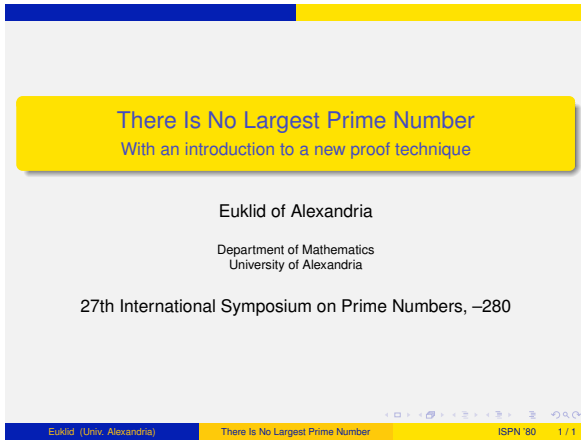 There Is No Largest Prime Number
With an introduction to a new proof technique
Euklid of Alexandria
Department of Mathematics
University of Alexandria
27th International Symposium on Prime Numbers, –280
Euklid (Univ. Alexandria) There Is No Largest Prime Number ISPN '80 1 / 1